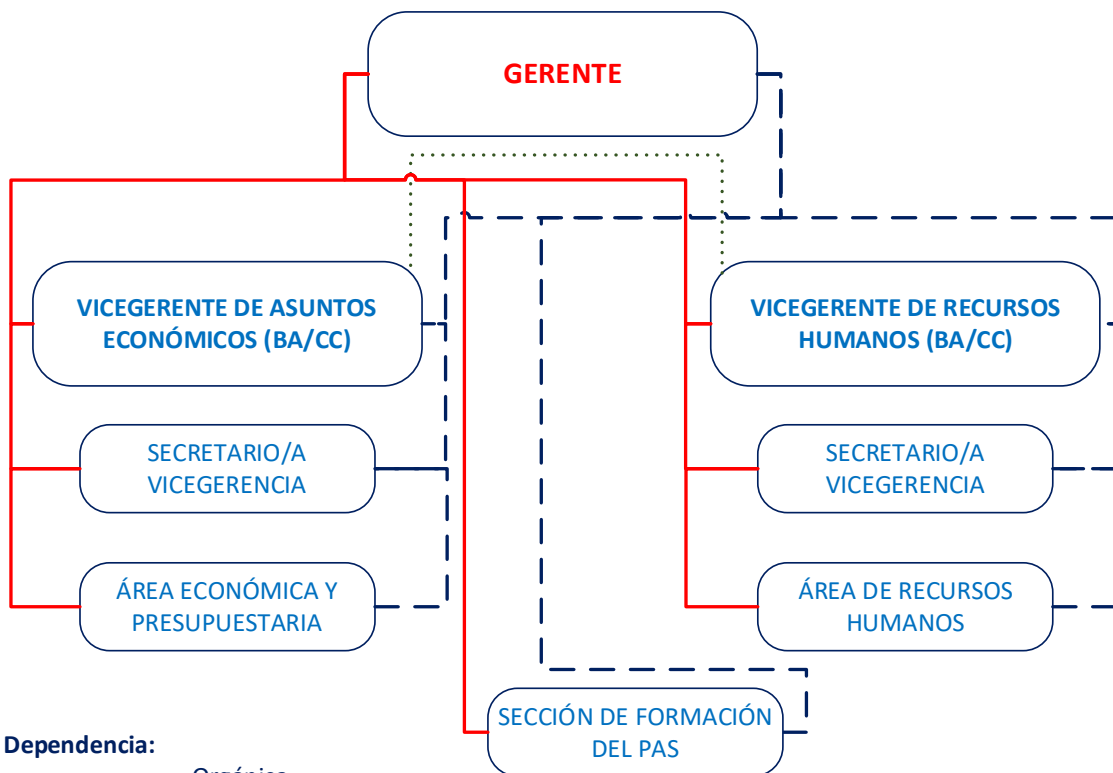 GERENTE
VICEGERENTE DE ASUNTOS
ECONÓMICOS (BA/CC)
VICEGERENTE DE RECURSOS
HUMANOS (BA/CC)
SECRETARIO/A
VICEGERENCIA
SECRETARIO/A
VICEGERENCIA
ÁREA ECONÓMICA Y
PRESUPUESTARIA
ÁREA DE RECURSOS
HUMANOS
SECCIÓN DE FORMACIÓN
DEL PAS
Dependencia:
Orgánica